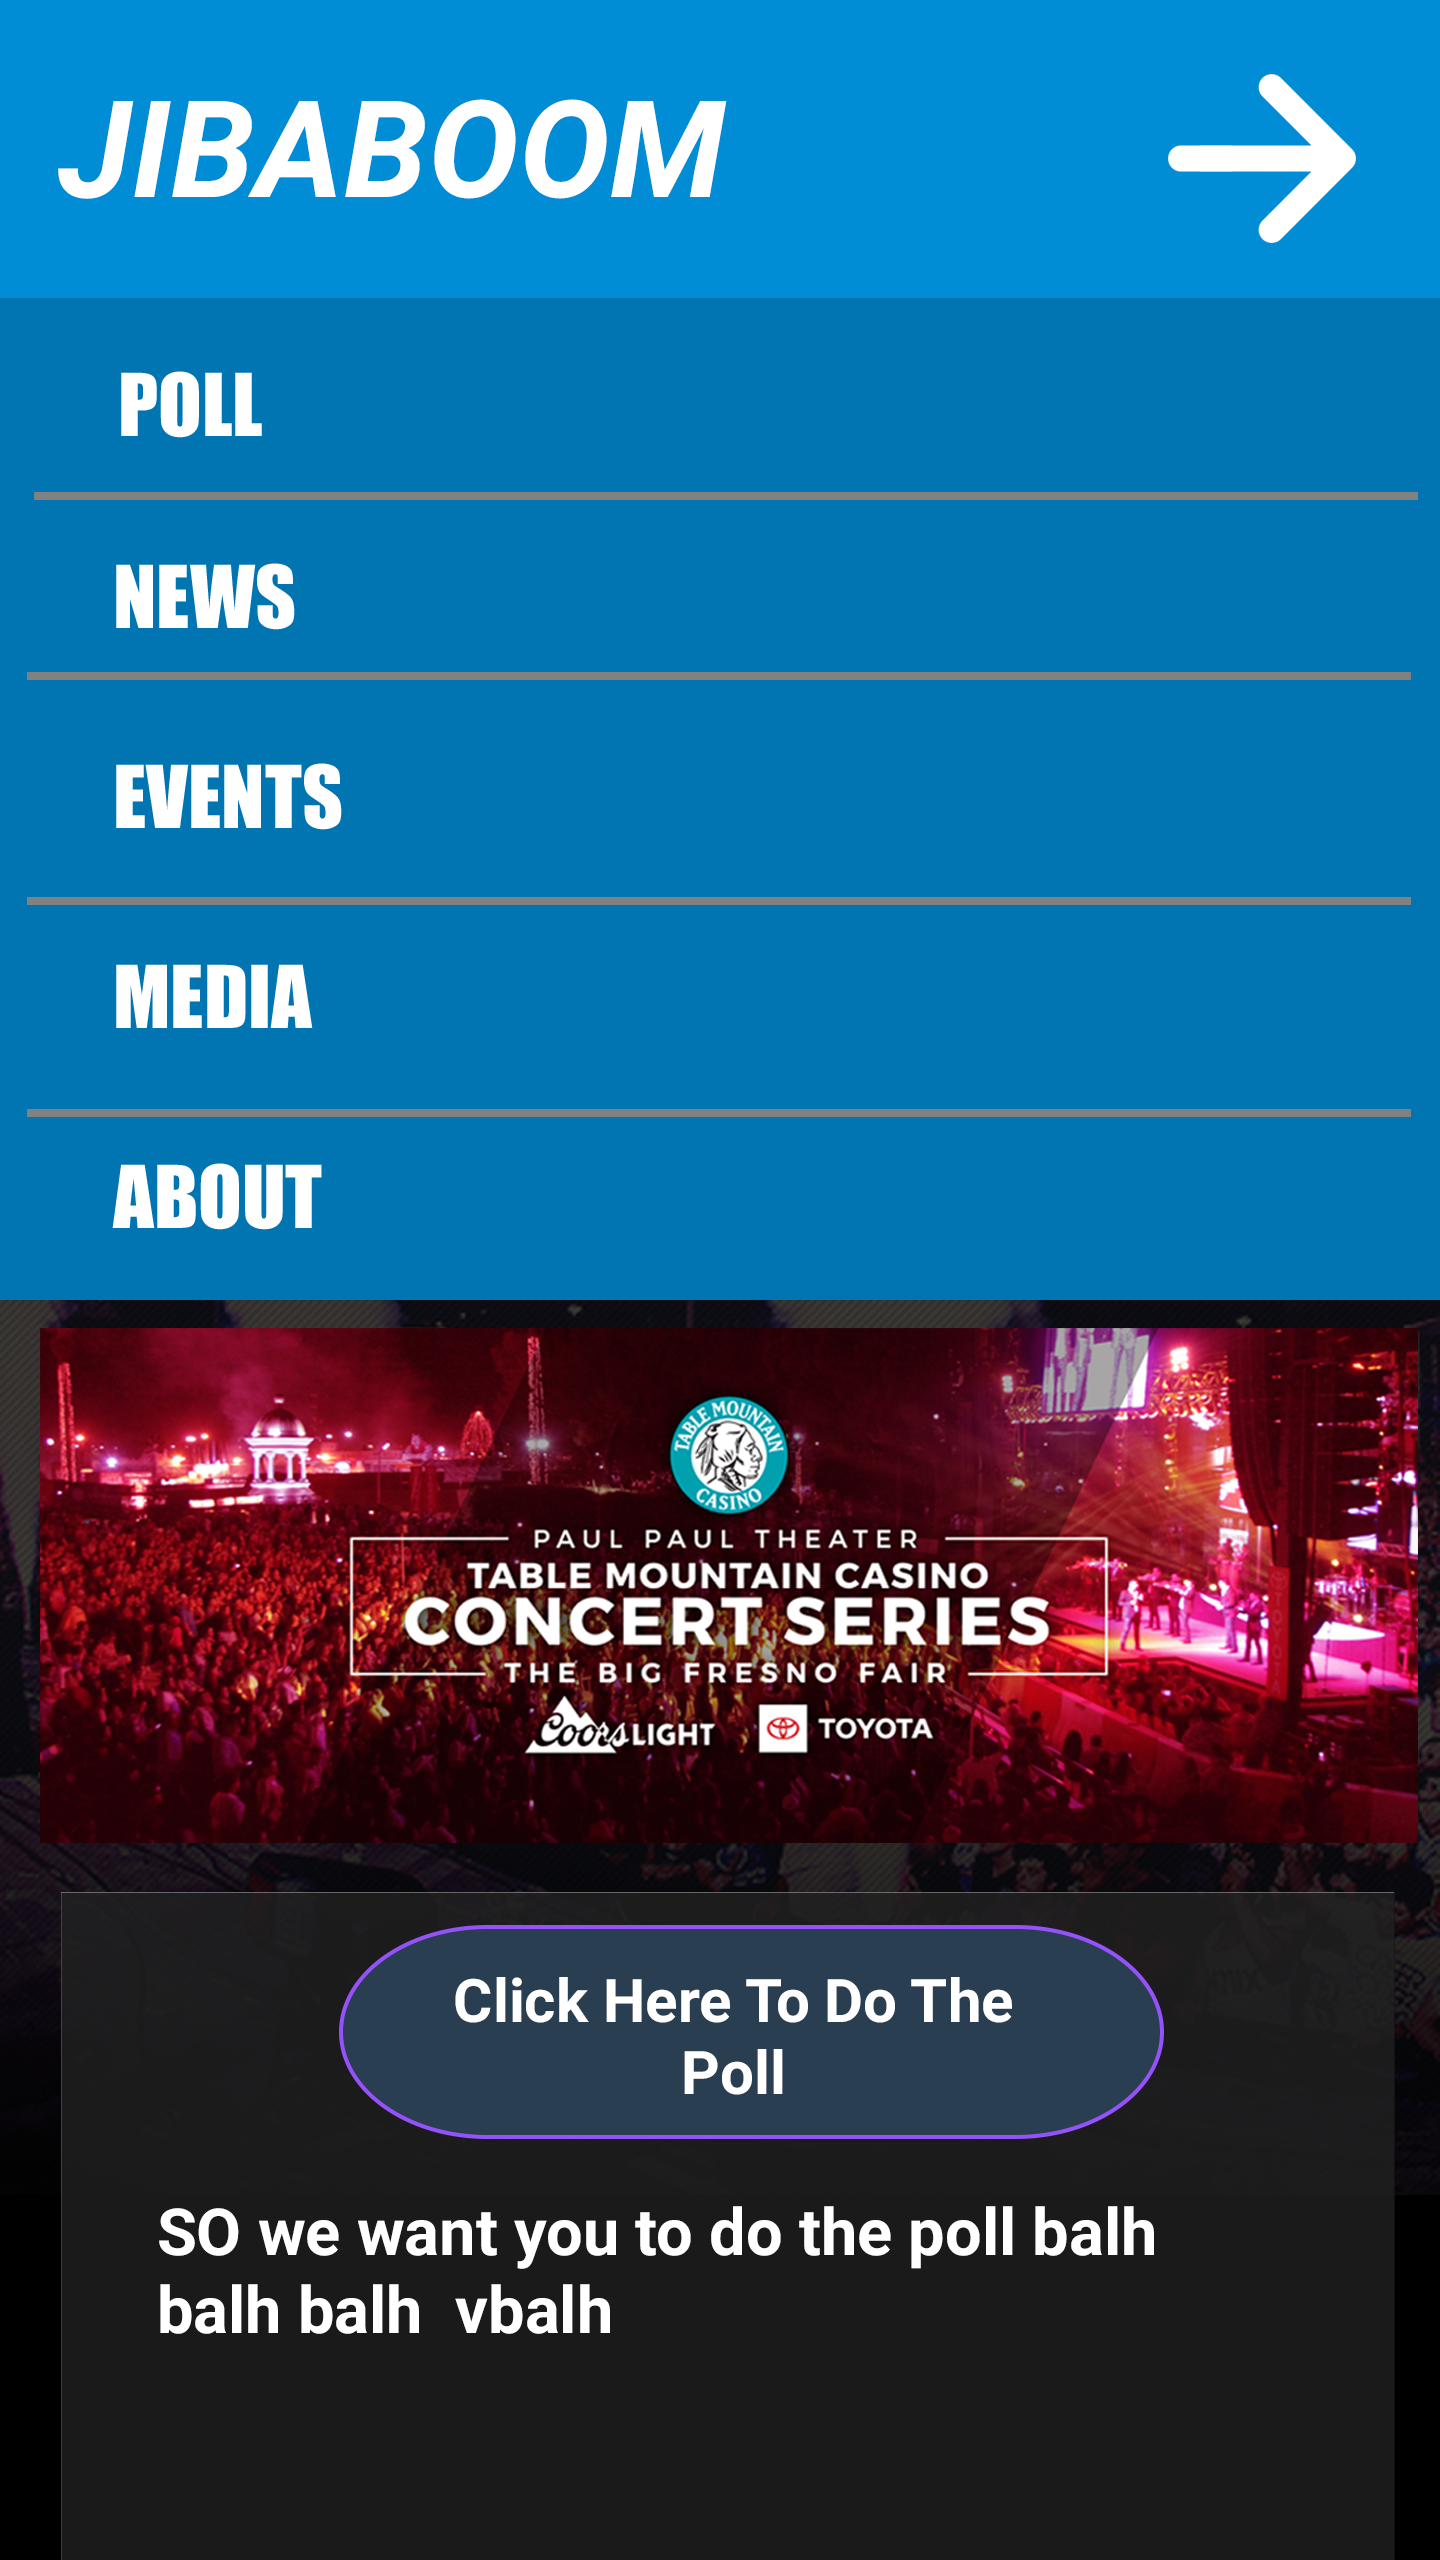 JIBABOOM
POLL
NEWS
EVENTS
MEDIA
ABOUT
TABLE MOUNTAIN
CASINO
PAUL PAUL THEATER
TABLE MOUNTAIN CASINO
CONCERT SERIES
THE BIG FRESNO FAIR
Coors LIGHT TOYOTA
Click Here To Do The
Poll
SO we want you to do the poll balh
balh balh  vbalh